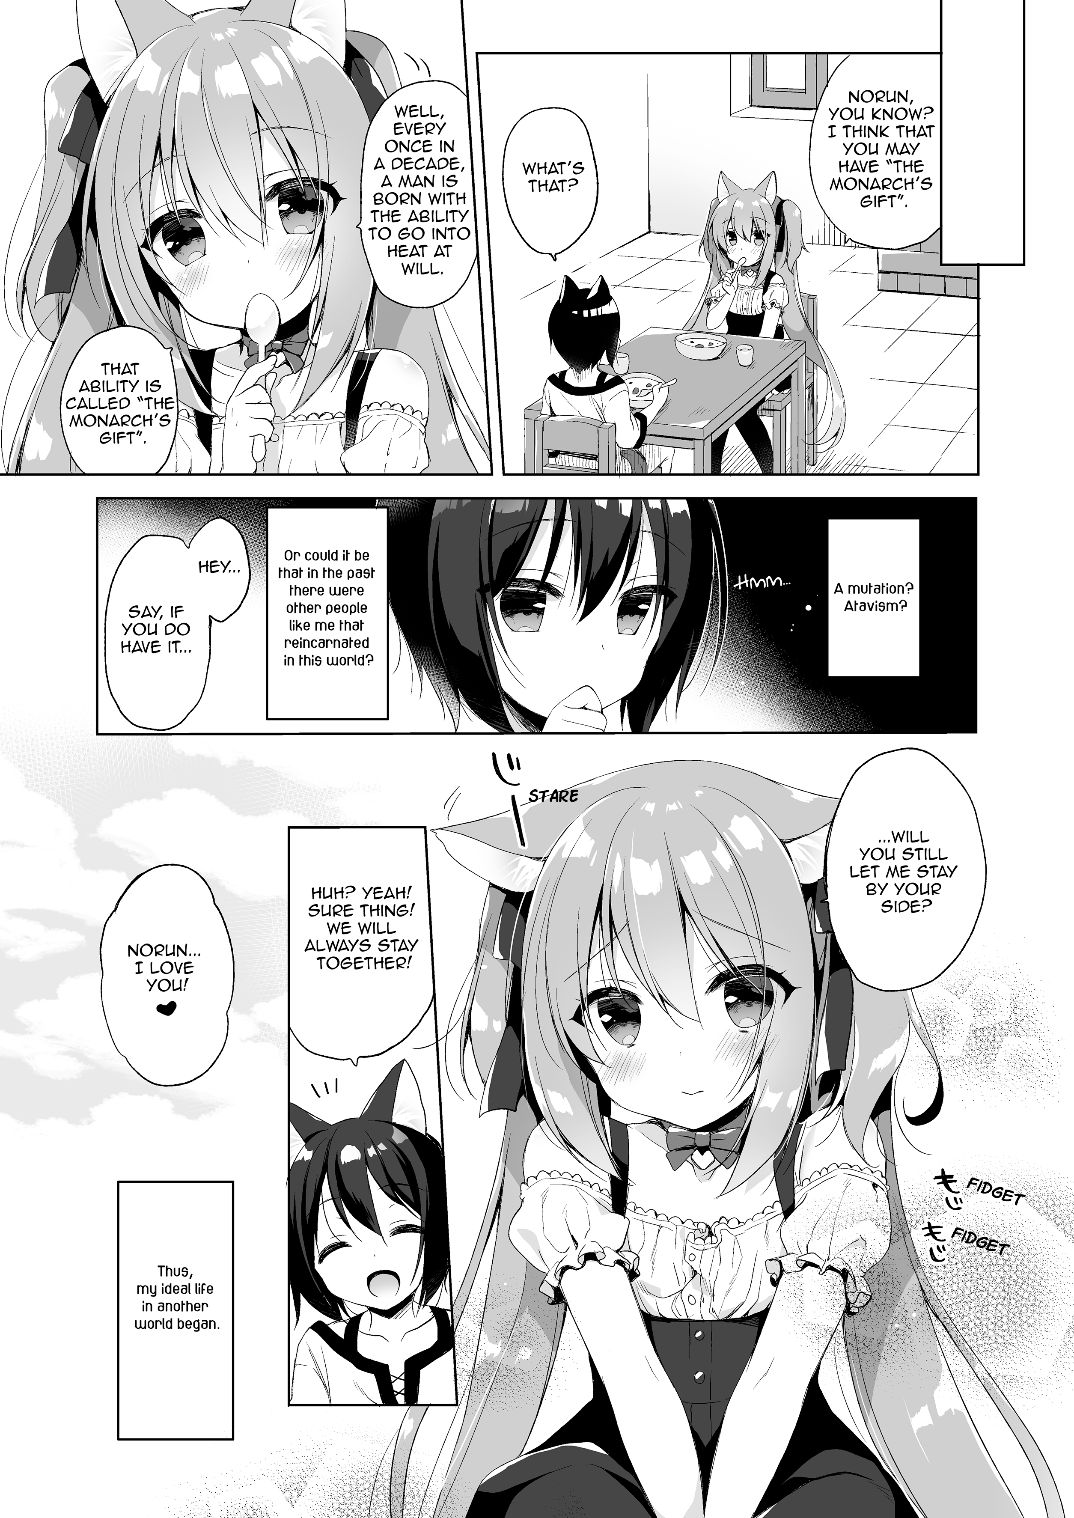 NORUN,
YOU KNOW?
I THINK THAT
YOU MAY
HAVE "THE
MONARCH'S
GIFT".
WHAT'S
THAT?
WELL,
EVERY
ONCE IN
A DECADE,
A MAN IS
BORN WITH
THE ABILITY
TO GO INTO
HEAT AT
WILL.
THAT
ABILITY IS
CALLED "THE
MONARCH'S
GIFT".
A mutation?
Atavism?
HMM...
Or could it be
that in the past
there were
other people
like me that
reincarnated
in this world?
HEY...
SAY, IF
YOU DO
HAVE IT...
...WILL
YOU STILL
LET ME STAY
BY YOUR
SIDE?
じー
STARE
もじ
FIDGET
もじ
FIDGET
HUH? YEAH!
SURE THING!
WE WILL
ALWAYS STAY
TOGETHER!
NORUN...
I LOVE
YOU!
♥
Thus,
my ideal life
in another
world began.